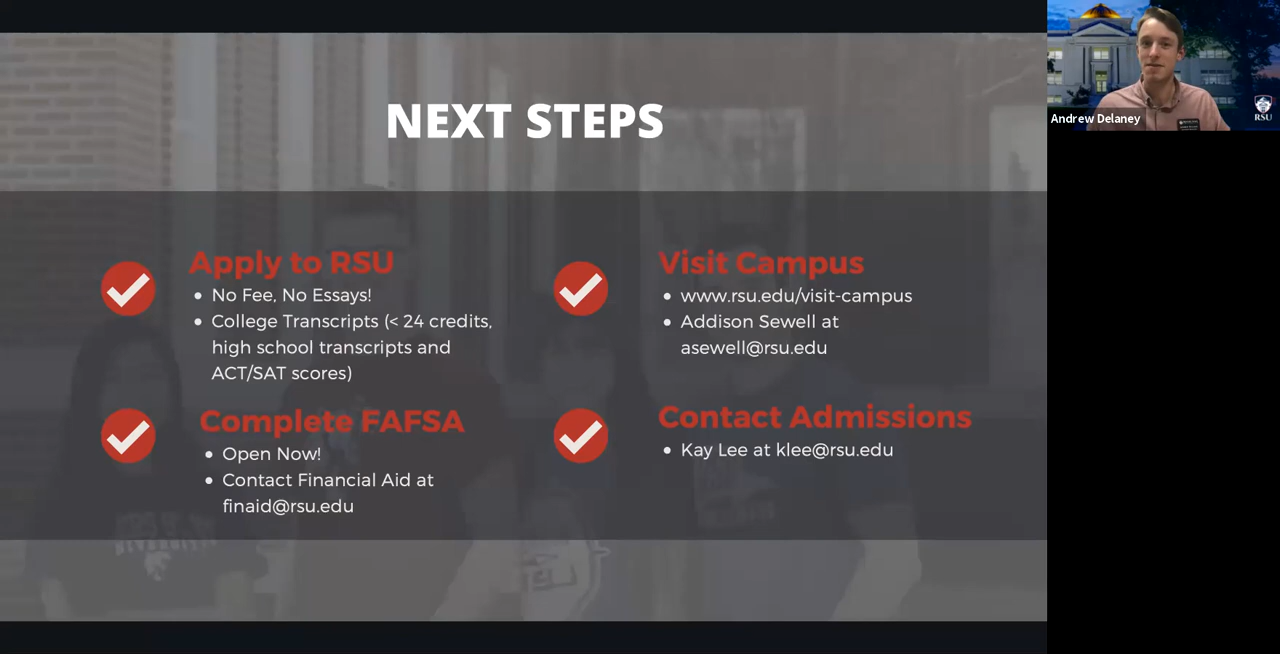 NEXT STEPS
Apply to RSU
• No Fee, No Essays!
• College Transcripts (< 24 credits,
high school transcripts and
ACT/SAT scores)
Complete FAFSA
• Open Now!
• Contact Financial Aid at
finaid@rsu.edu
Visit Campus
• www.rsu.edu/visit-campus
• Addison Sewell at
asewell@rsu.edu
Contact Admissions
• Kay Lee at klee@rsu.edu
RSU
Andrew Delaney